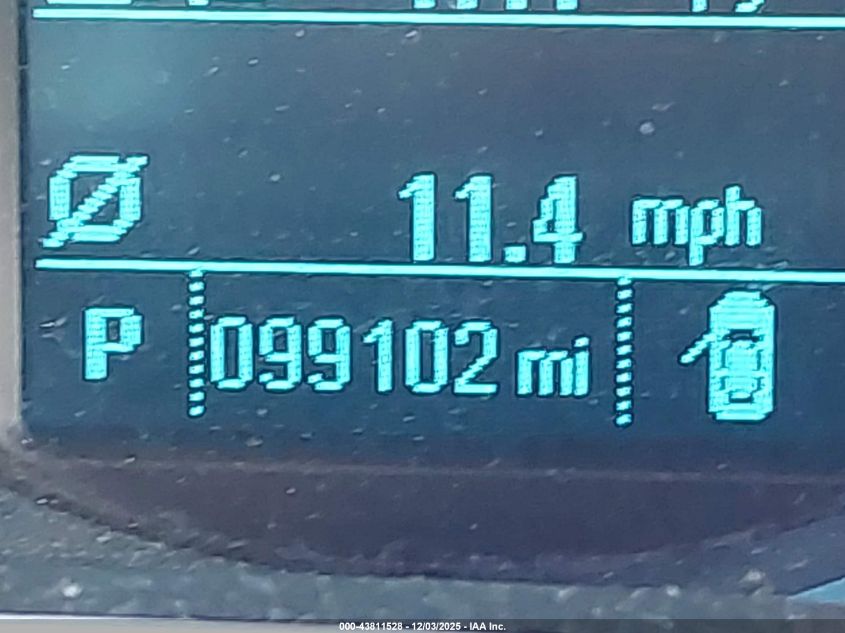 Ø 11.4 mph
P 099102 mi
000-43811528 - 12/03/2025 - IAA Inc.